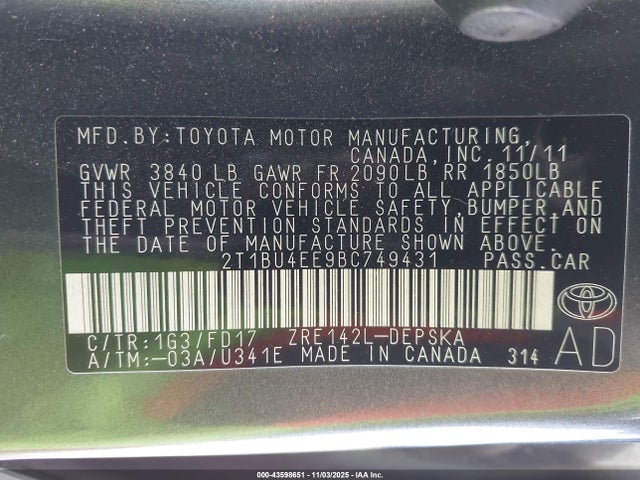 MFD.BY:TOYOTA MOTOR MANUFACTURING,
CANADA,INC. 11/11
GVWR 3840 LB GAWR FR 2090LB RR 1850LB
THIS VEHICLE CONFORMS TO ALL APPLICABLE
FEDERAL MOTOR VEHICLE SAFETY,BUMPER,AND
THEFT PREVENTION STANDARDS IN EFFECT ON
THE DATE OF MANUFACTURE SHOWN ABOVE.
2T1BU4EE9BC749431 PASS.CAR
C/TR:1G3/FD17 ZRE142L-DEPSKA
A/TM:-03A/U341E MADE IN CANADA 314 AD
000-43598651 - 11/03/2025 - IAA Inc.